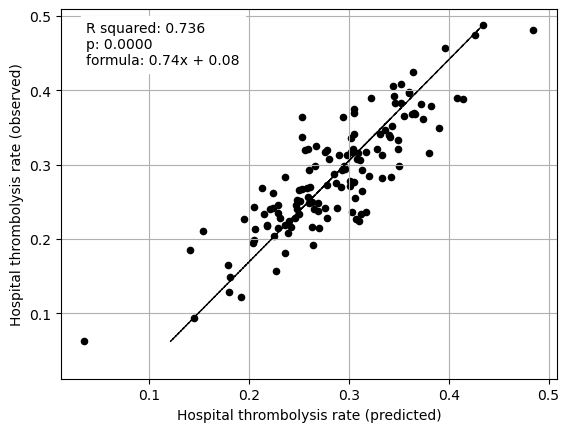 R squared: 0.736
p: 0.0000
formula: 0.74x + 0.08
Hospital thrombolysis rate (observed)
0.5
0.4
0.3
0.2
0.1
0.1 0.2 0.3 0.4 0.5
Hospital thrombolysis rate (predicted)